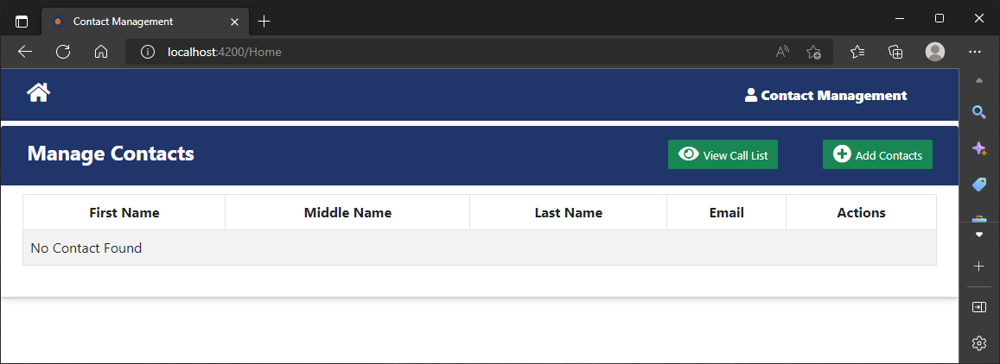 Contact Management
localhost:4200/Home
Contact Management
Manage Contacts
View Call List
Add Contacts
First Name Middle Name Last Name Email Actions
No Contact Found